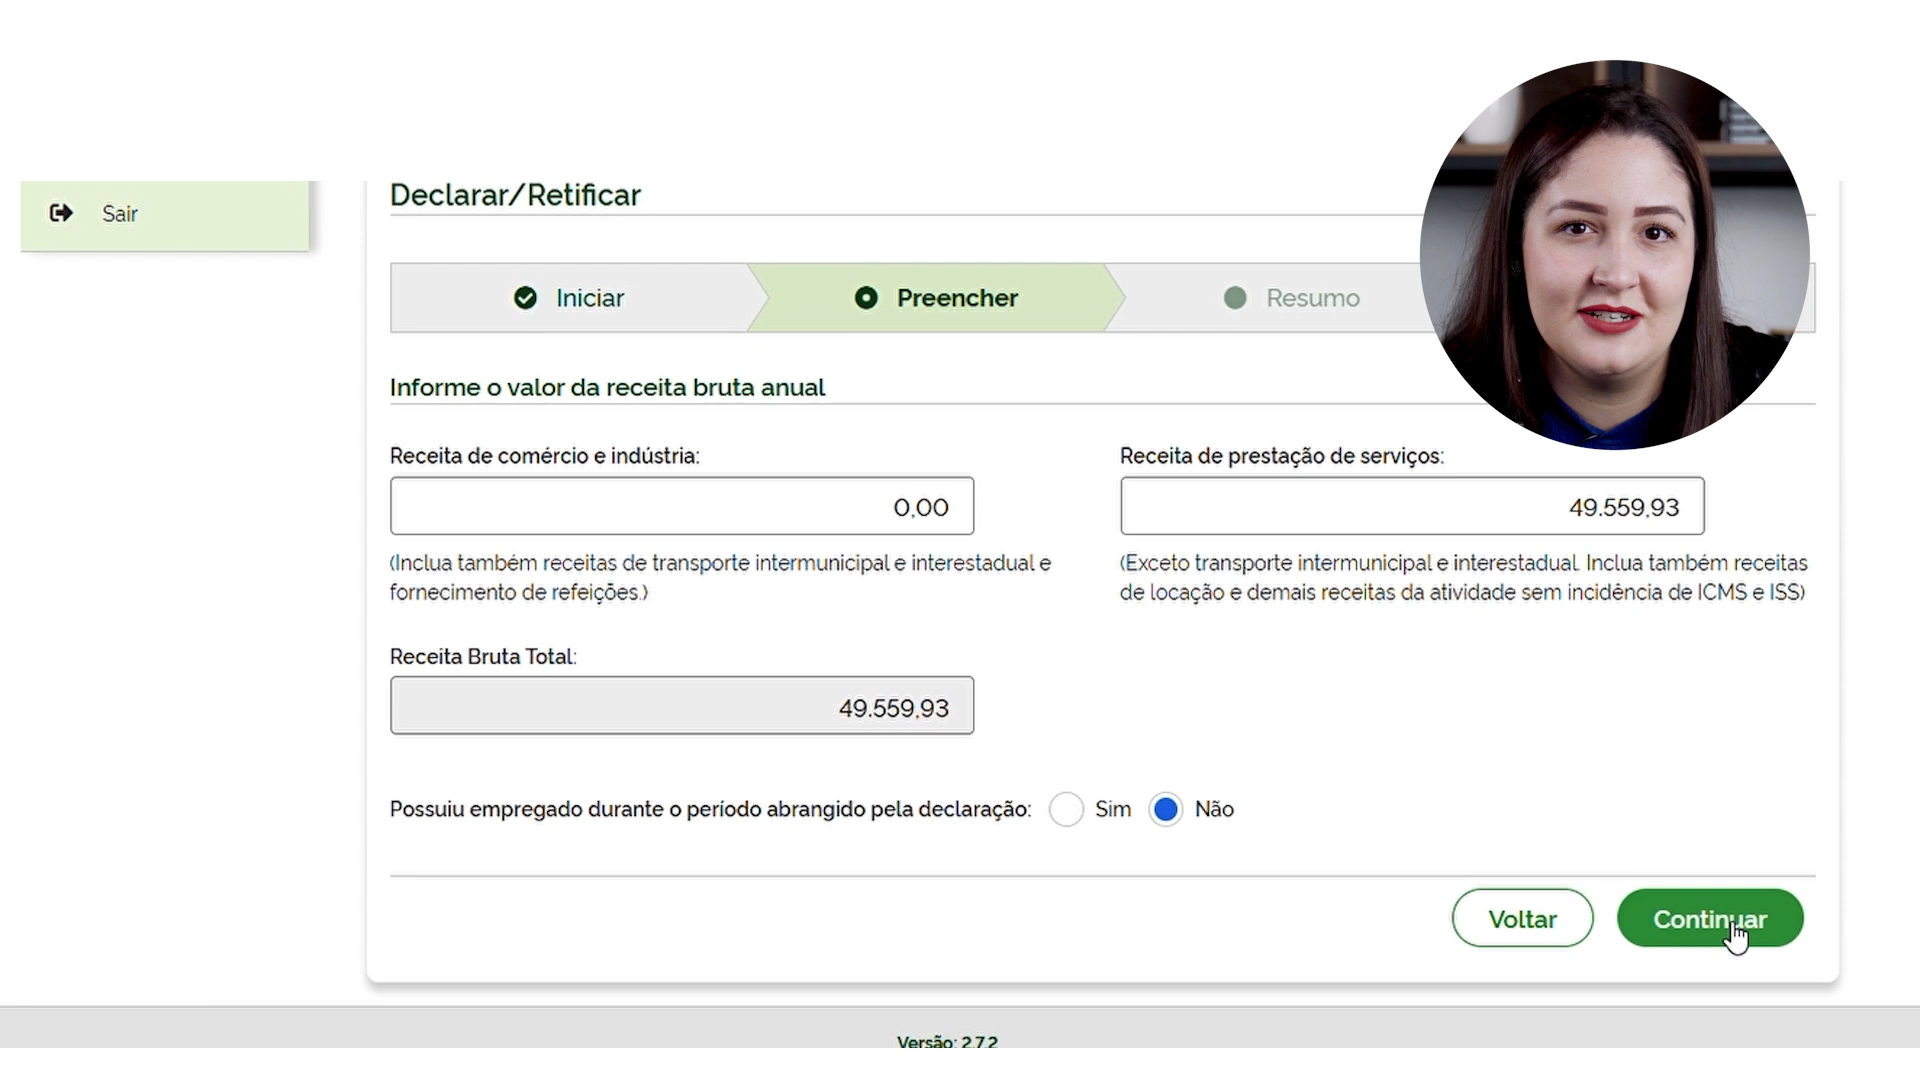 Sair
Declarar/Retificar
Iniciar
Preencher
Resumo
Informe o valor da receita bruta anual
Receita de comércio e indústria:
0,00
(Inclua também receitas de transporte intermunicipal e interestadual e
fornecimento de refeições.)
Receita de prestação de serviços:
49.559,93
(Exceto transporte intermunicipal e interestadual. Inclua também receitas
de locação e demais receitas da atividade sem incidência de ICMS e ISS)
Receita Bruta Total:
49.559,93
Possuiu empregado durante o período abrangido pela declaração: Sim Não
Voltar
Continuar
Versão: 2.7.2